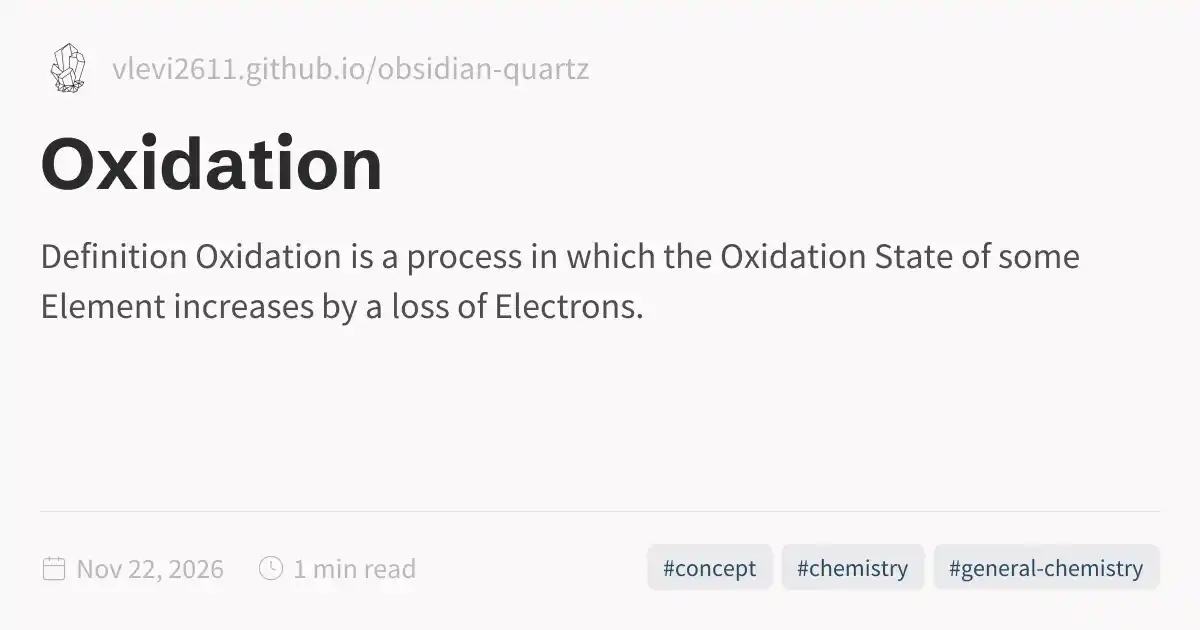 vlevi2611.github.io/obsidian-quartz
Oxidation
Definition Oxidation is a process in which the Oxidation State of some
Element increases by a loss of Electrons.
Nov 22, 2026 1 min read #concept #chemistry #general-chemistry